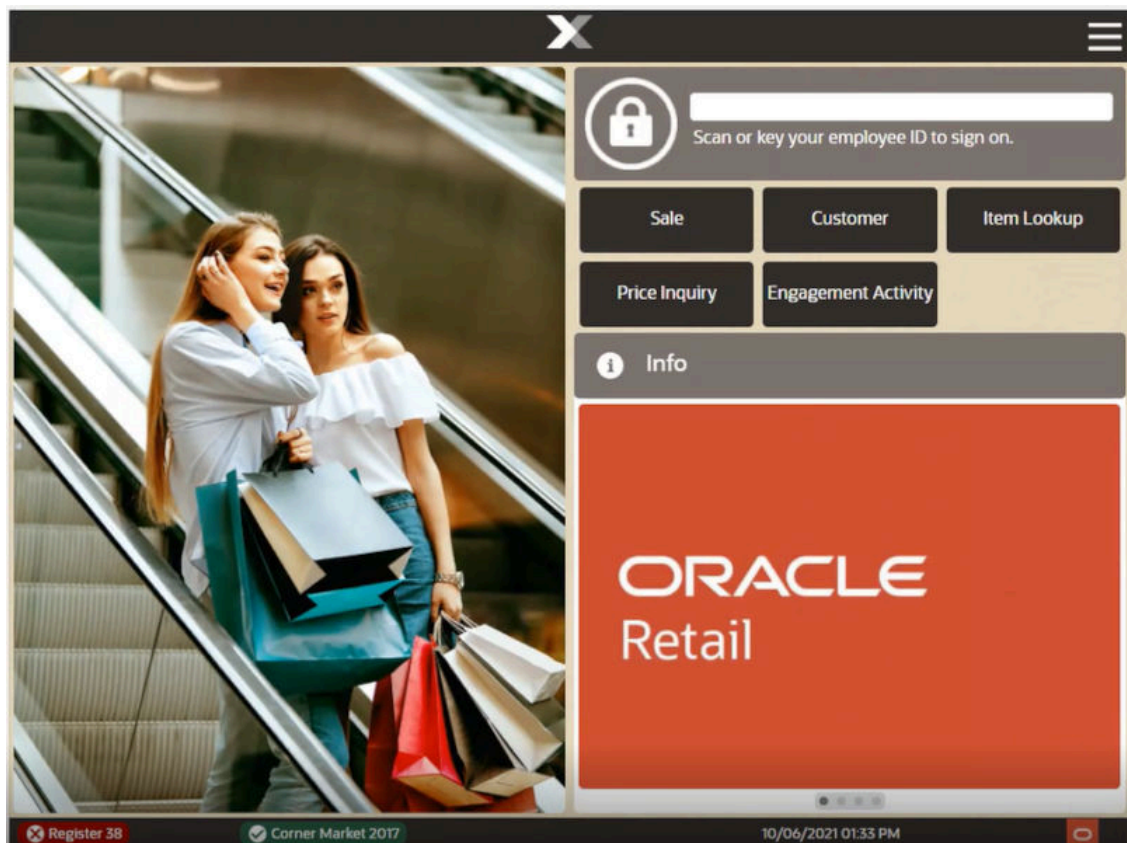 Scan or key your employee ID to sign on.
Sale
Customer
Item Lookup
Price Inquiry
Engagement Activity
Info
ORACLE
Retail
Register 38
Corner Market 2017
10/06/2021 01:33 PM